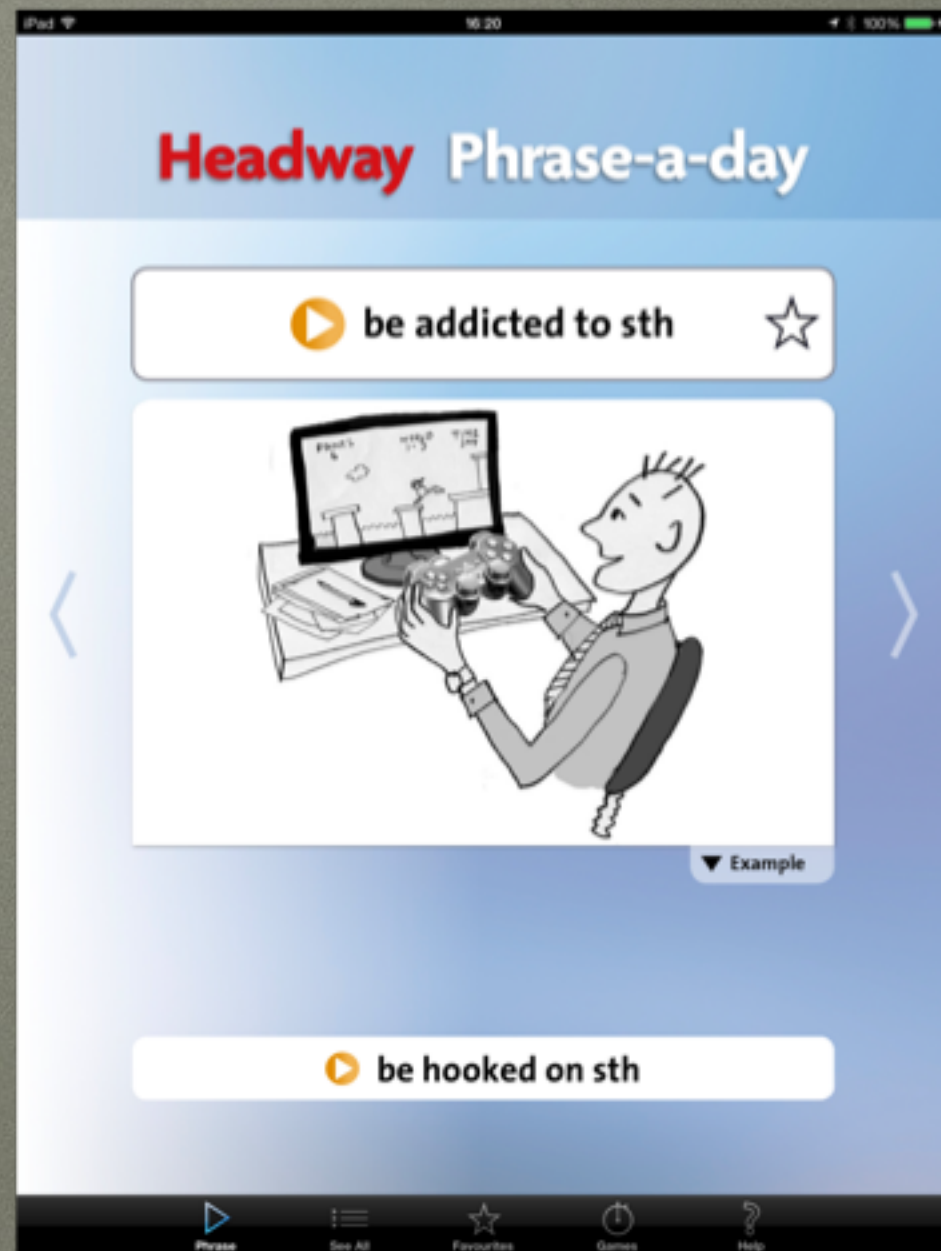 iPad 16:20 100%
Headway Phrase-a-day
be addicted to sth
Example
be hooked on sth
Phrase See All Favourites Games Help